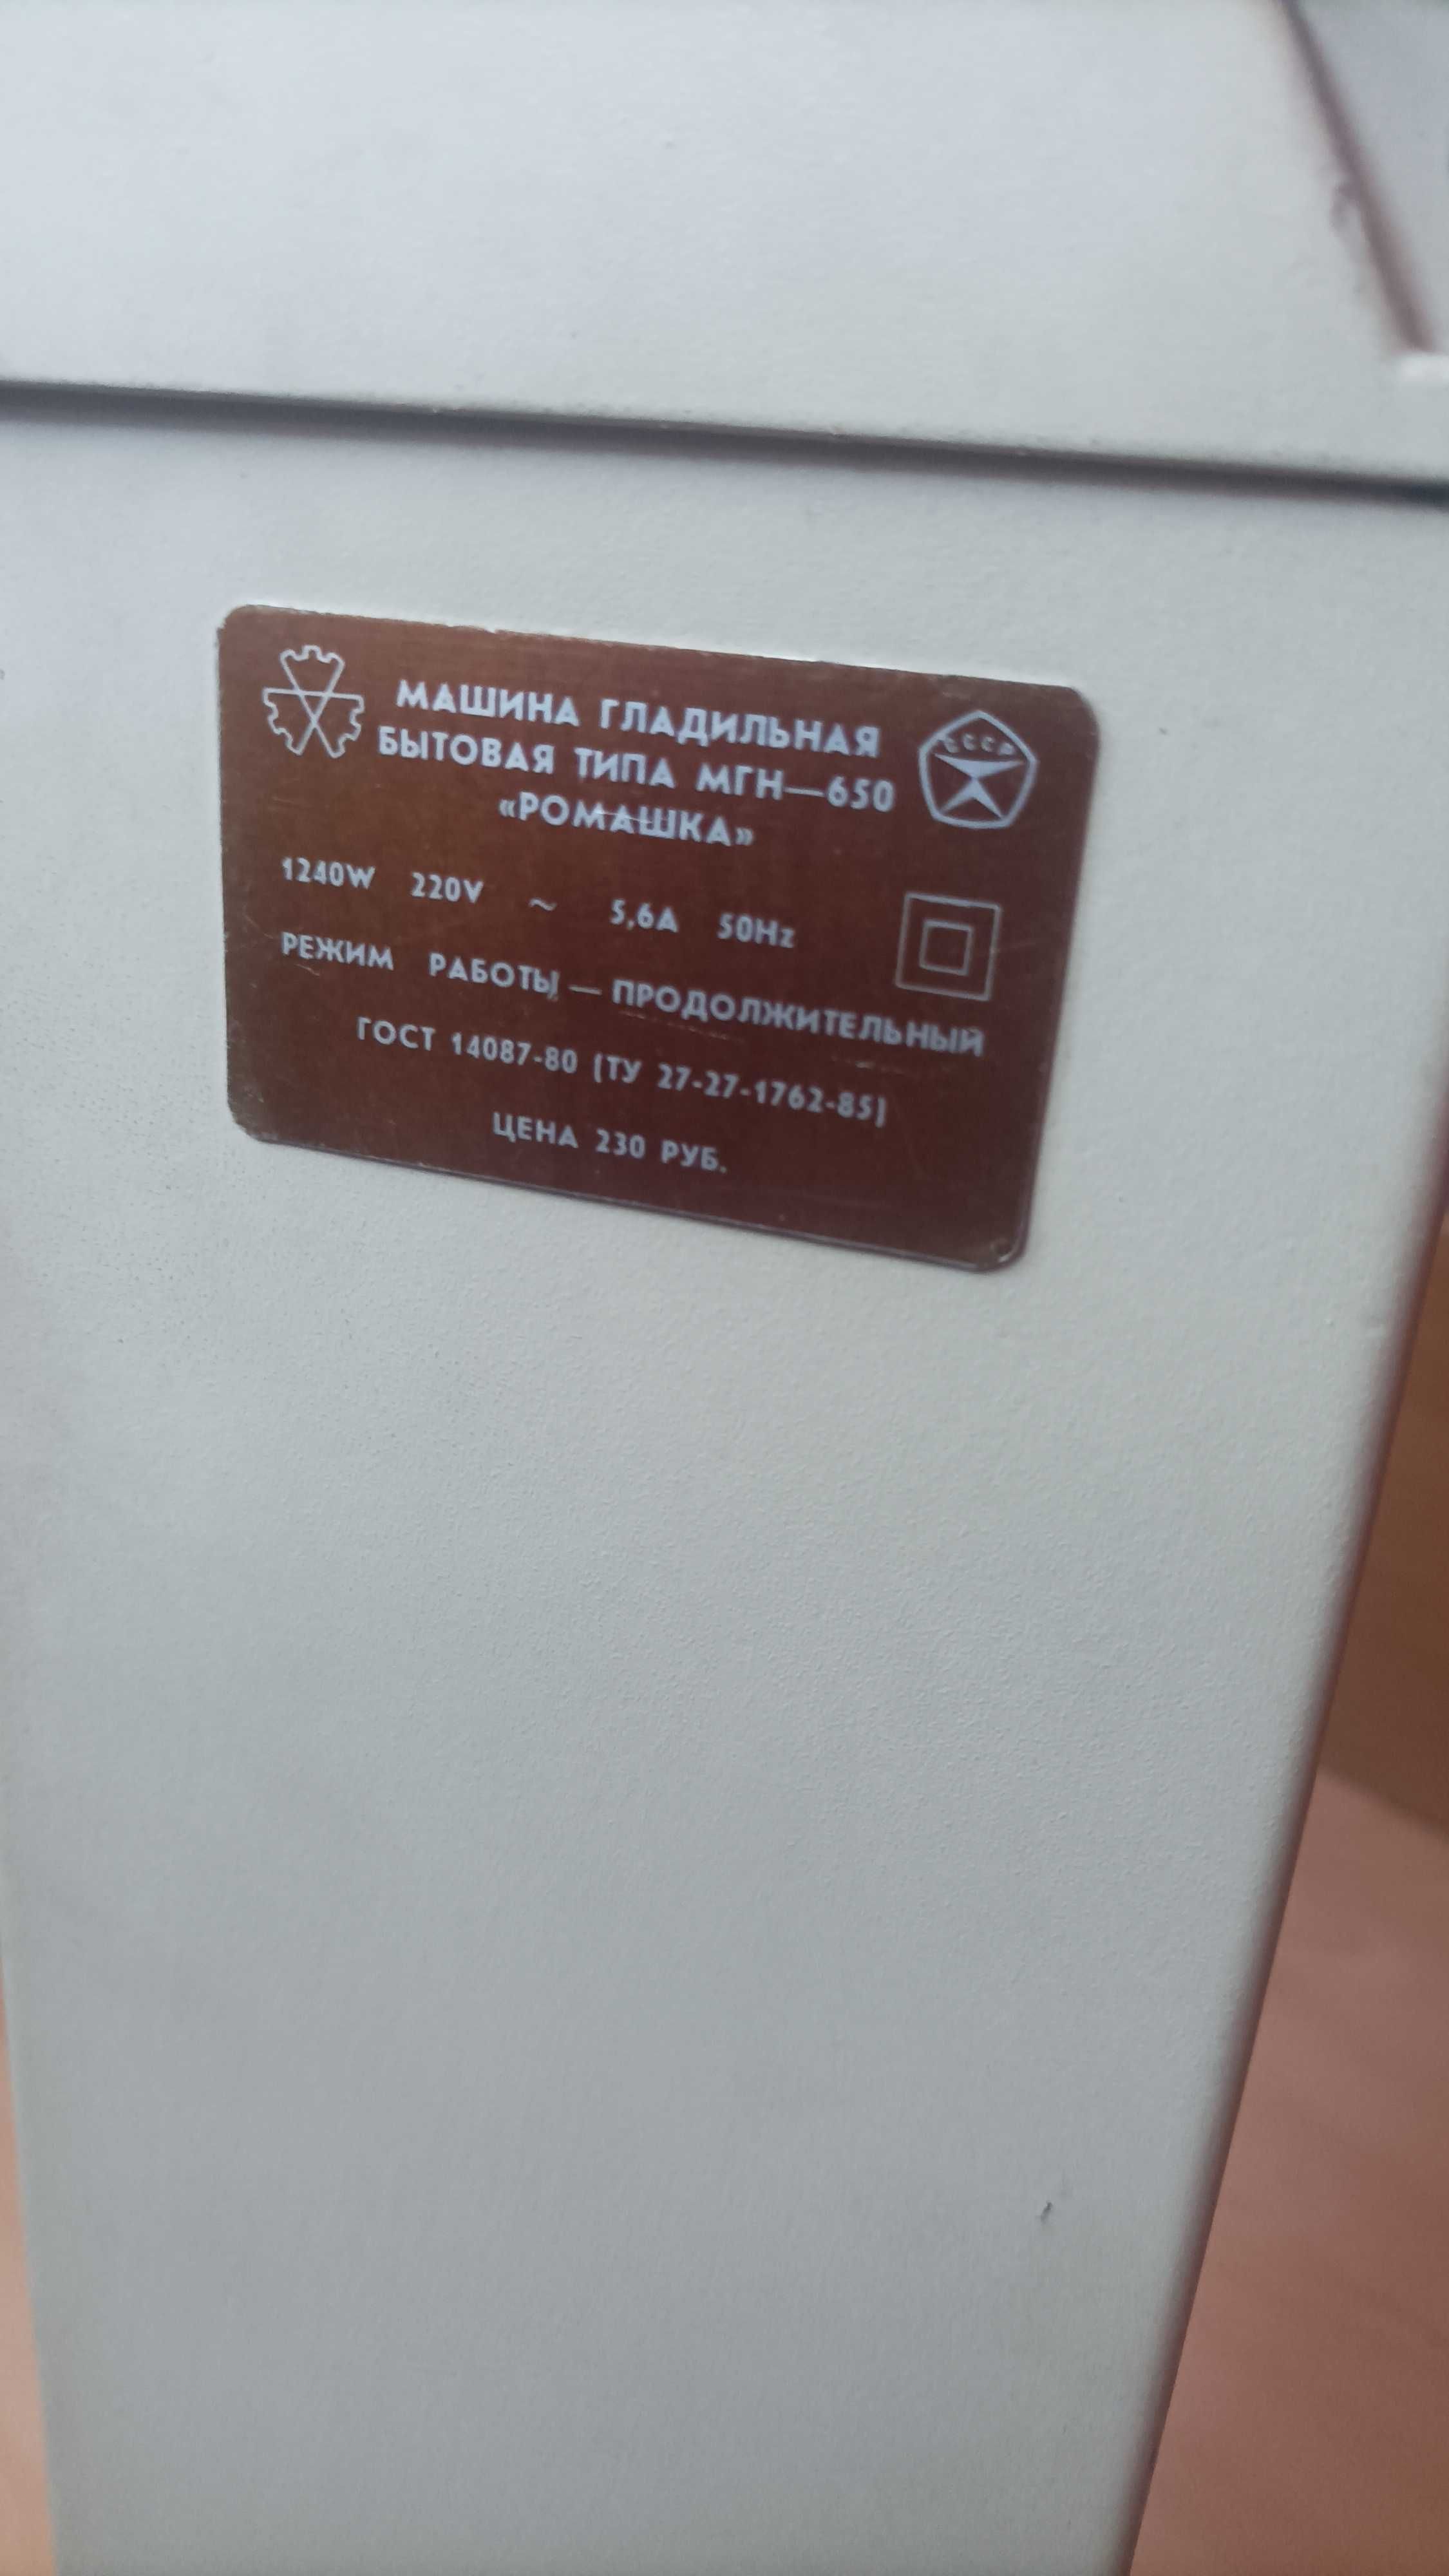 МАШИНА ГЛАДИЛЬНАЯ
БЫТОВАЯ ТИПА МГН—650
«РОМАШКА»
СССР
1240W 220V ~ 5,6A 50Hz
РЕЖИМ РАБОТЫ — ПРОДОЛЖИТЕЛЬНЫЙ
ГОСТ 14087-80 (ТУ 27-27-1762-85)
ЦЕНА 230 РУБ.